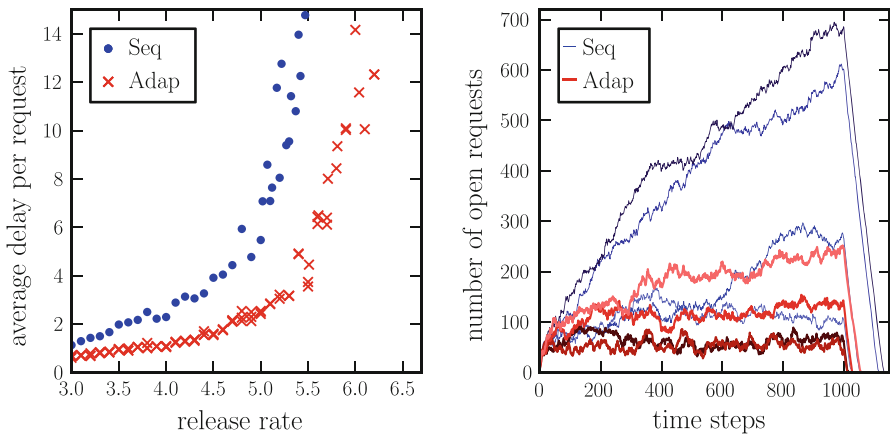 14
12
10
8
6
4
2
0
average delay per request
Seq
Adap
3.0 3.5 4.0 4.5 5.0 5.5 6.0 6.5
release rate
700
600
500
400
300
200
100
0
number of open requests
Seq
Adap
0 200 400 600 800 1000
time steps